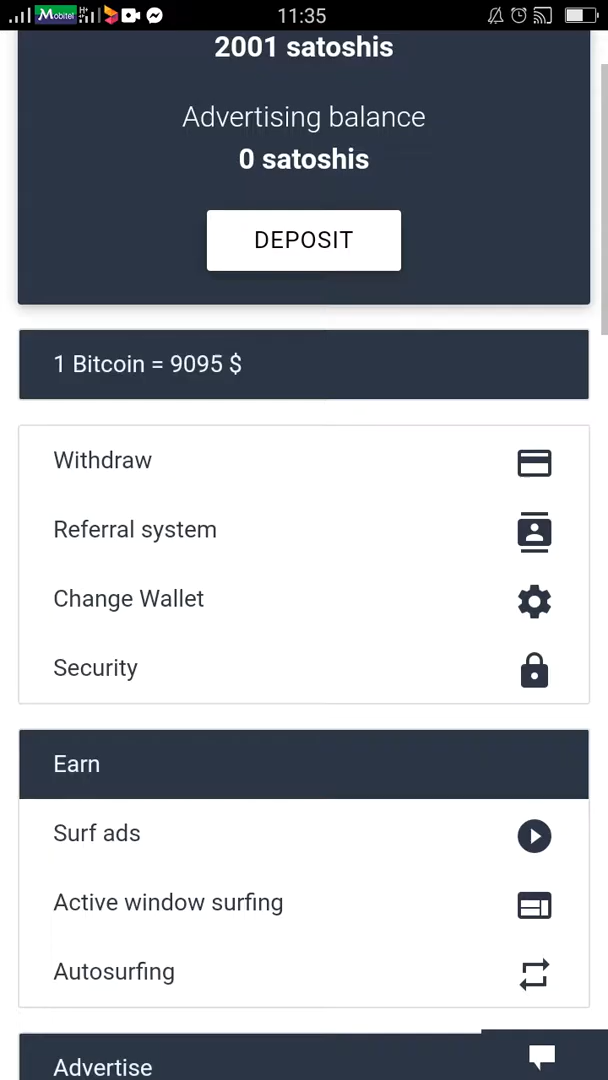 Mobitel H+ 11:35
2001 satoshis
Advertising balance
0 satoshis
DEPOSIT
1 Bitcoin = 9095 $
Withdraw
Referral system
Change Wallet
Security
Earn
Surf ads
Active window surfing
Autosurfing
Advertise